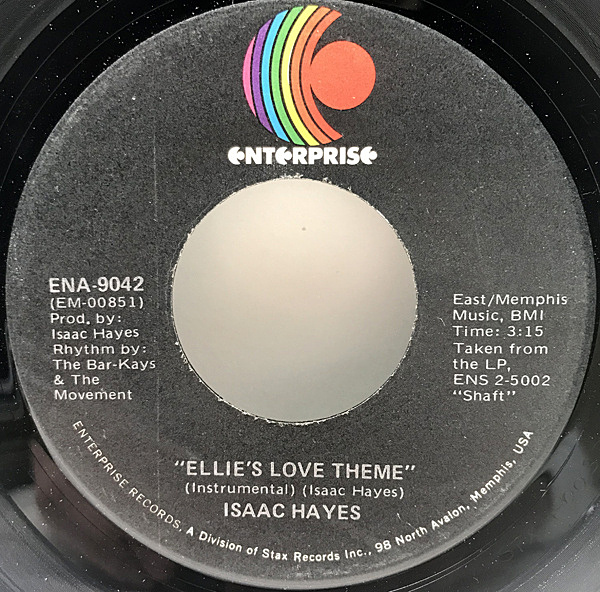 ENTERPRISE
ENA-9042
(EM-00851)
Prod. by:
Isaac Hayes
Rhythm by:
The Bar-Kays
& The
Movement
East/Memphis
Music, BMI
Time: 3:15
Taken from
the LP,
ENS 2-5002
"Shaft"
"ELLIE'S LOVE THEME"
(Instrumental) (Isaac Hayes)
ISAAC HAYES
ENTERPRISE RECORDS, A Division of Stax Records Inc., 98 North Avalon, Memphis, USA